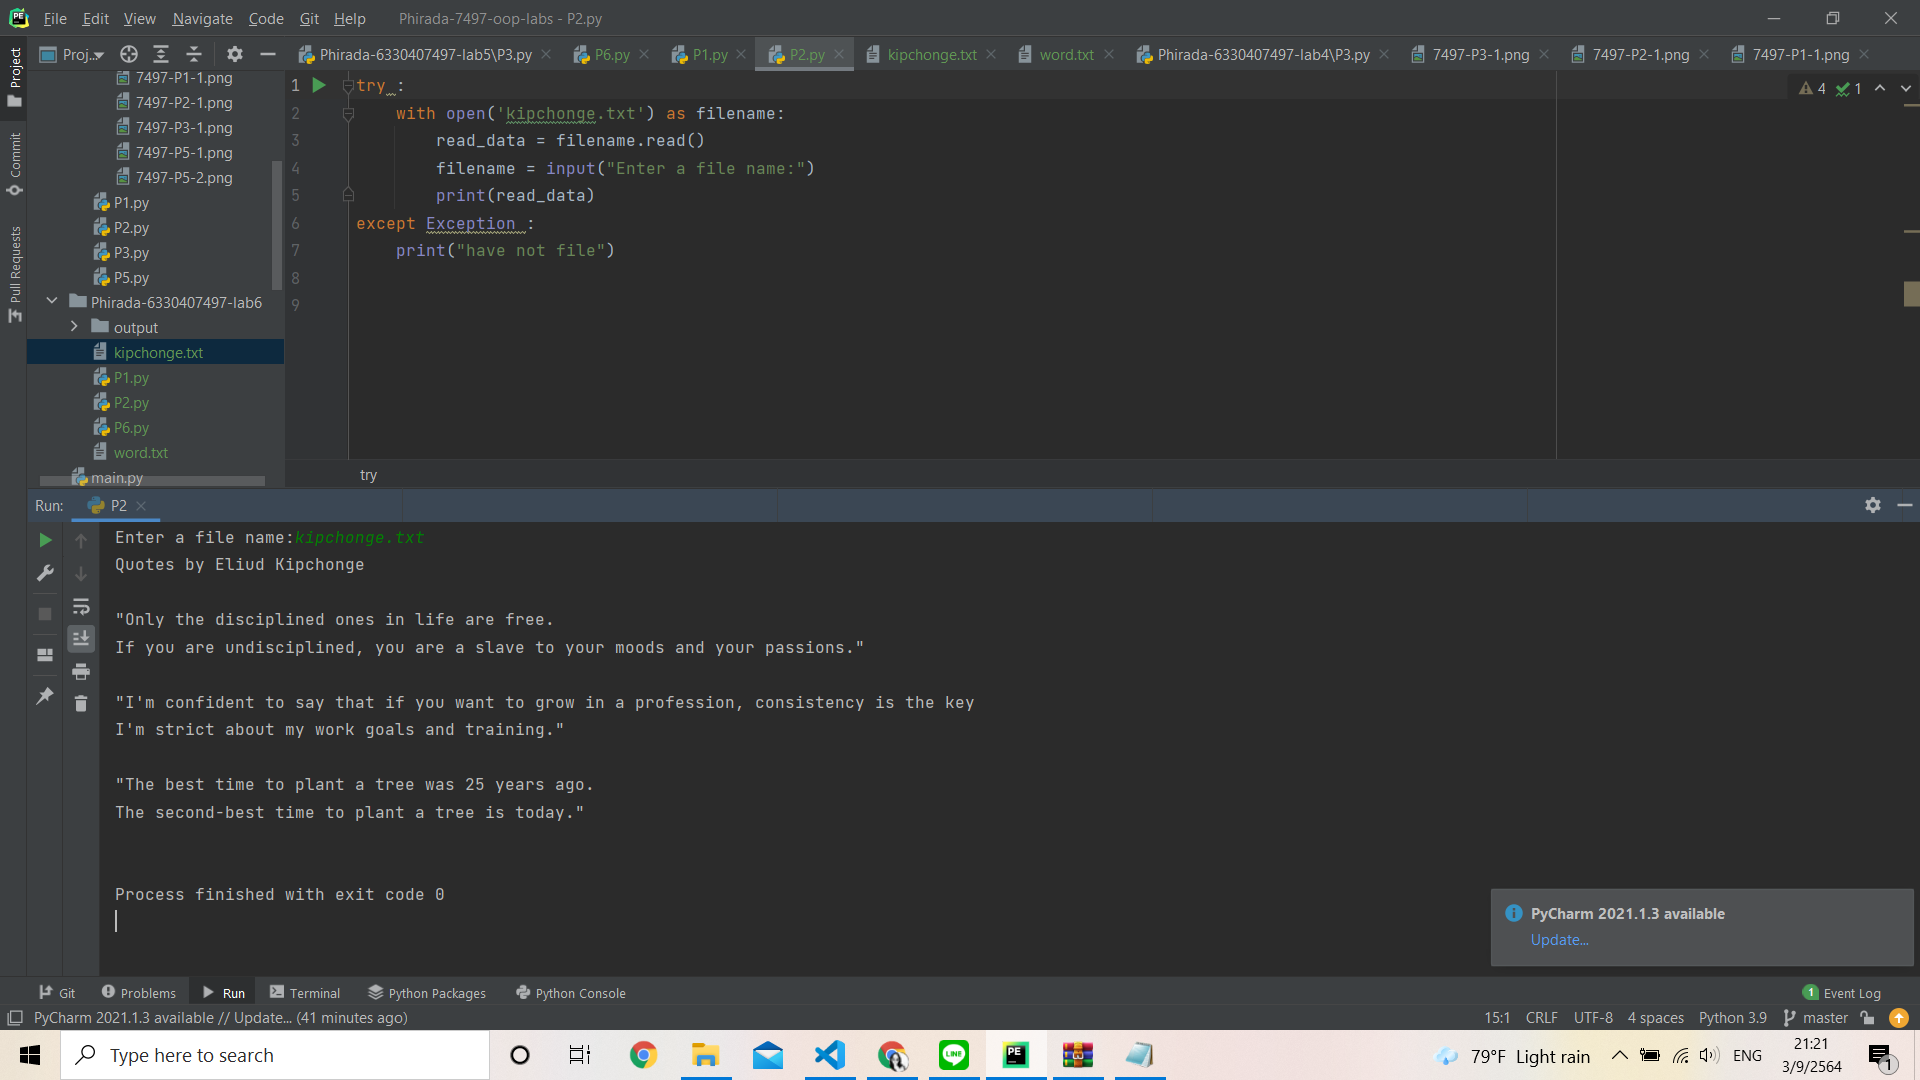 File Edit View Navigate Code Git Help Phirada-7497-oop-labs - P2.py
Proj... Phirada-6330407497-lab5\P3.py P6.py P1.py P2.py kipchonge.txt word.txt Phirada-6330407497-lab4\P3.py 7497-P3-1.png 7497-P2-1.png 7497-P1-1.png
Project
Commit
Pull Requests
7497-P1-1.png
7497-P2-1.png
7497-P3-1.png
7497-P5-1.png
7497-P5-2.png
P1.py
P2.py
P3.py
P5.py
Phirada-6330407497-lab6
output
kipchonge.txt
P1.py
P2.py
P6.py
word.txt
main.py
1 try :
2 with open('kipchonge.txt') as filename:
3 read_data = filename.read()
4 filename = input("Enter a file name:")
5 print(read_data)
6 except Exception :
7 print("have not file")
8
9
4 1
try
Run: P2
Enter a file name:kipchonge.txt
Quotes by Eliud Kipchonge
"Only the disciplined ones in life are free.
If you are undisciplined, you are a slave to your moods and your passions."
"I'm confident to say that if you want to grow in a profession, consistency is the key
I'm strict about my work goals and training."
"The best time to plant a tree was 25 years ago.
The second-best time to plant a tree is today."
Process finished with exit code 0
PyCharm 2021.1.3 available
Update...
Git Problems Run Terminal Python Packages Python Console 1 Event Log
PyCharm 2021.1.3 available // Update... (41 minutes ago) 15:1 CRLF UTF-8 4 spaces Python 3.9 master
Type here to search LINE PE 79°F Light rain ENG 21:21
3/9/2564 1